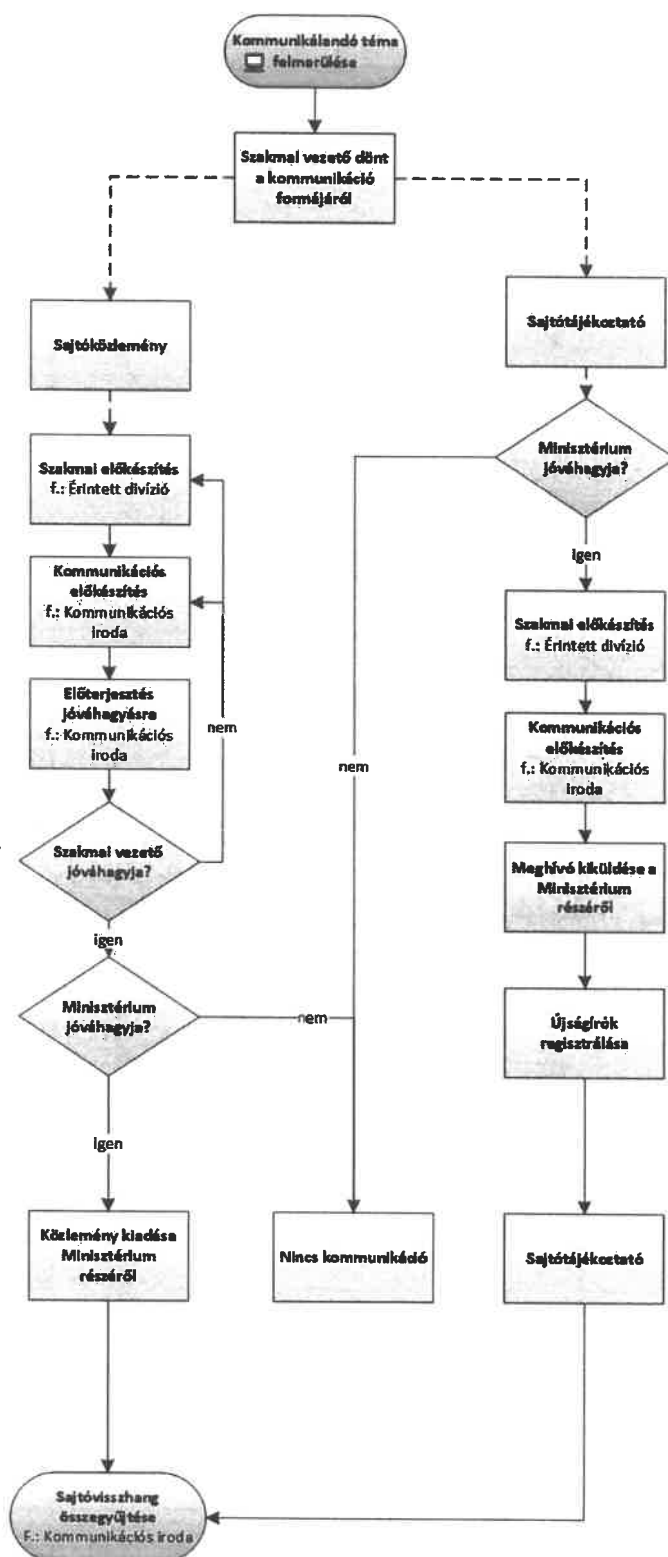 Kommunikálandó téma
felmerülése
Szakmai vezető dönt
a kommunikáció
formájáról
Sajtóközlemény
Szakmai előkészítés
f.: Érintett divízió
Kommunikációs
előkészítés
f.: Kommunikációs
iroda
Előterjesztés
jóváhagyásra
f.: Kommunikációs
iroda
nem
Szakmai vezető
jóváhagyja?
igen
Minisztérium
jóváhagyja?
nem
igen
Közlemény kiadása
Minisztérium
részéről
Sajtóvisszhang
összegyűjtése
F.: Kommunikációs iroda
nem
Nincs kommunikáció
Sajtótájékoztató
Minisztérium
jóváhagyja?
igen
Szakmai előkészítés
f.: Érintett divízió
Kommunikációs
előkészítés
f.: Kommunikációs
iroda
Meghívó kiküldése a
Minisztérium
részéről
Újságírók
regisztrálása
Sajtótájékoztató